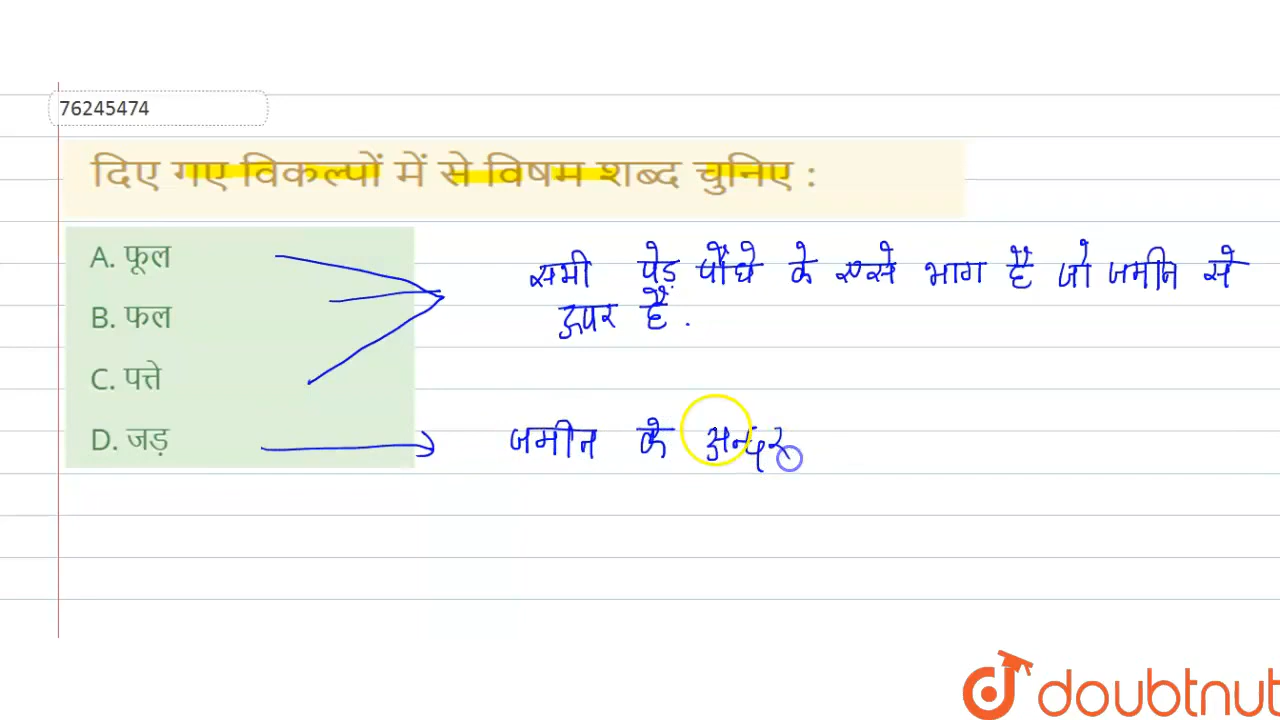 76245474
दिए गए विकल्पों में से विषम शब्द चुनिए :
A. फूल
B. फल
C. पत्ते
D. जड़
सभी पेड़ पौधे के ऐसे भाग हैं जो जमीन से
ऊपर हैं.
जमीन के अन्दर
doubtnut